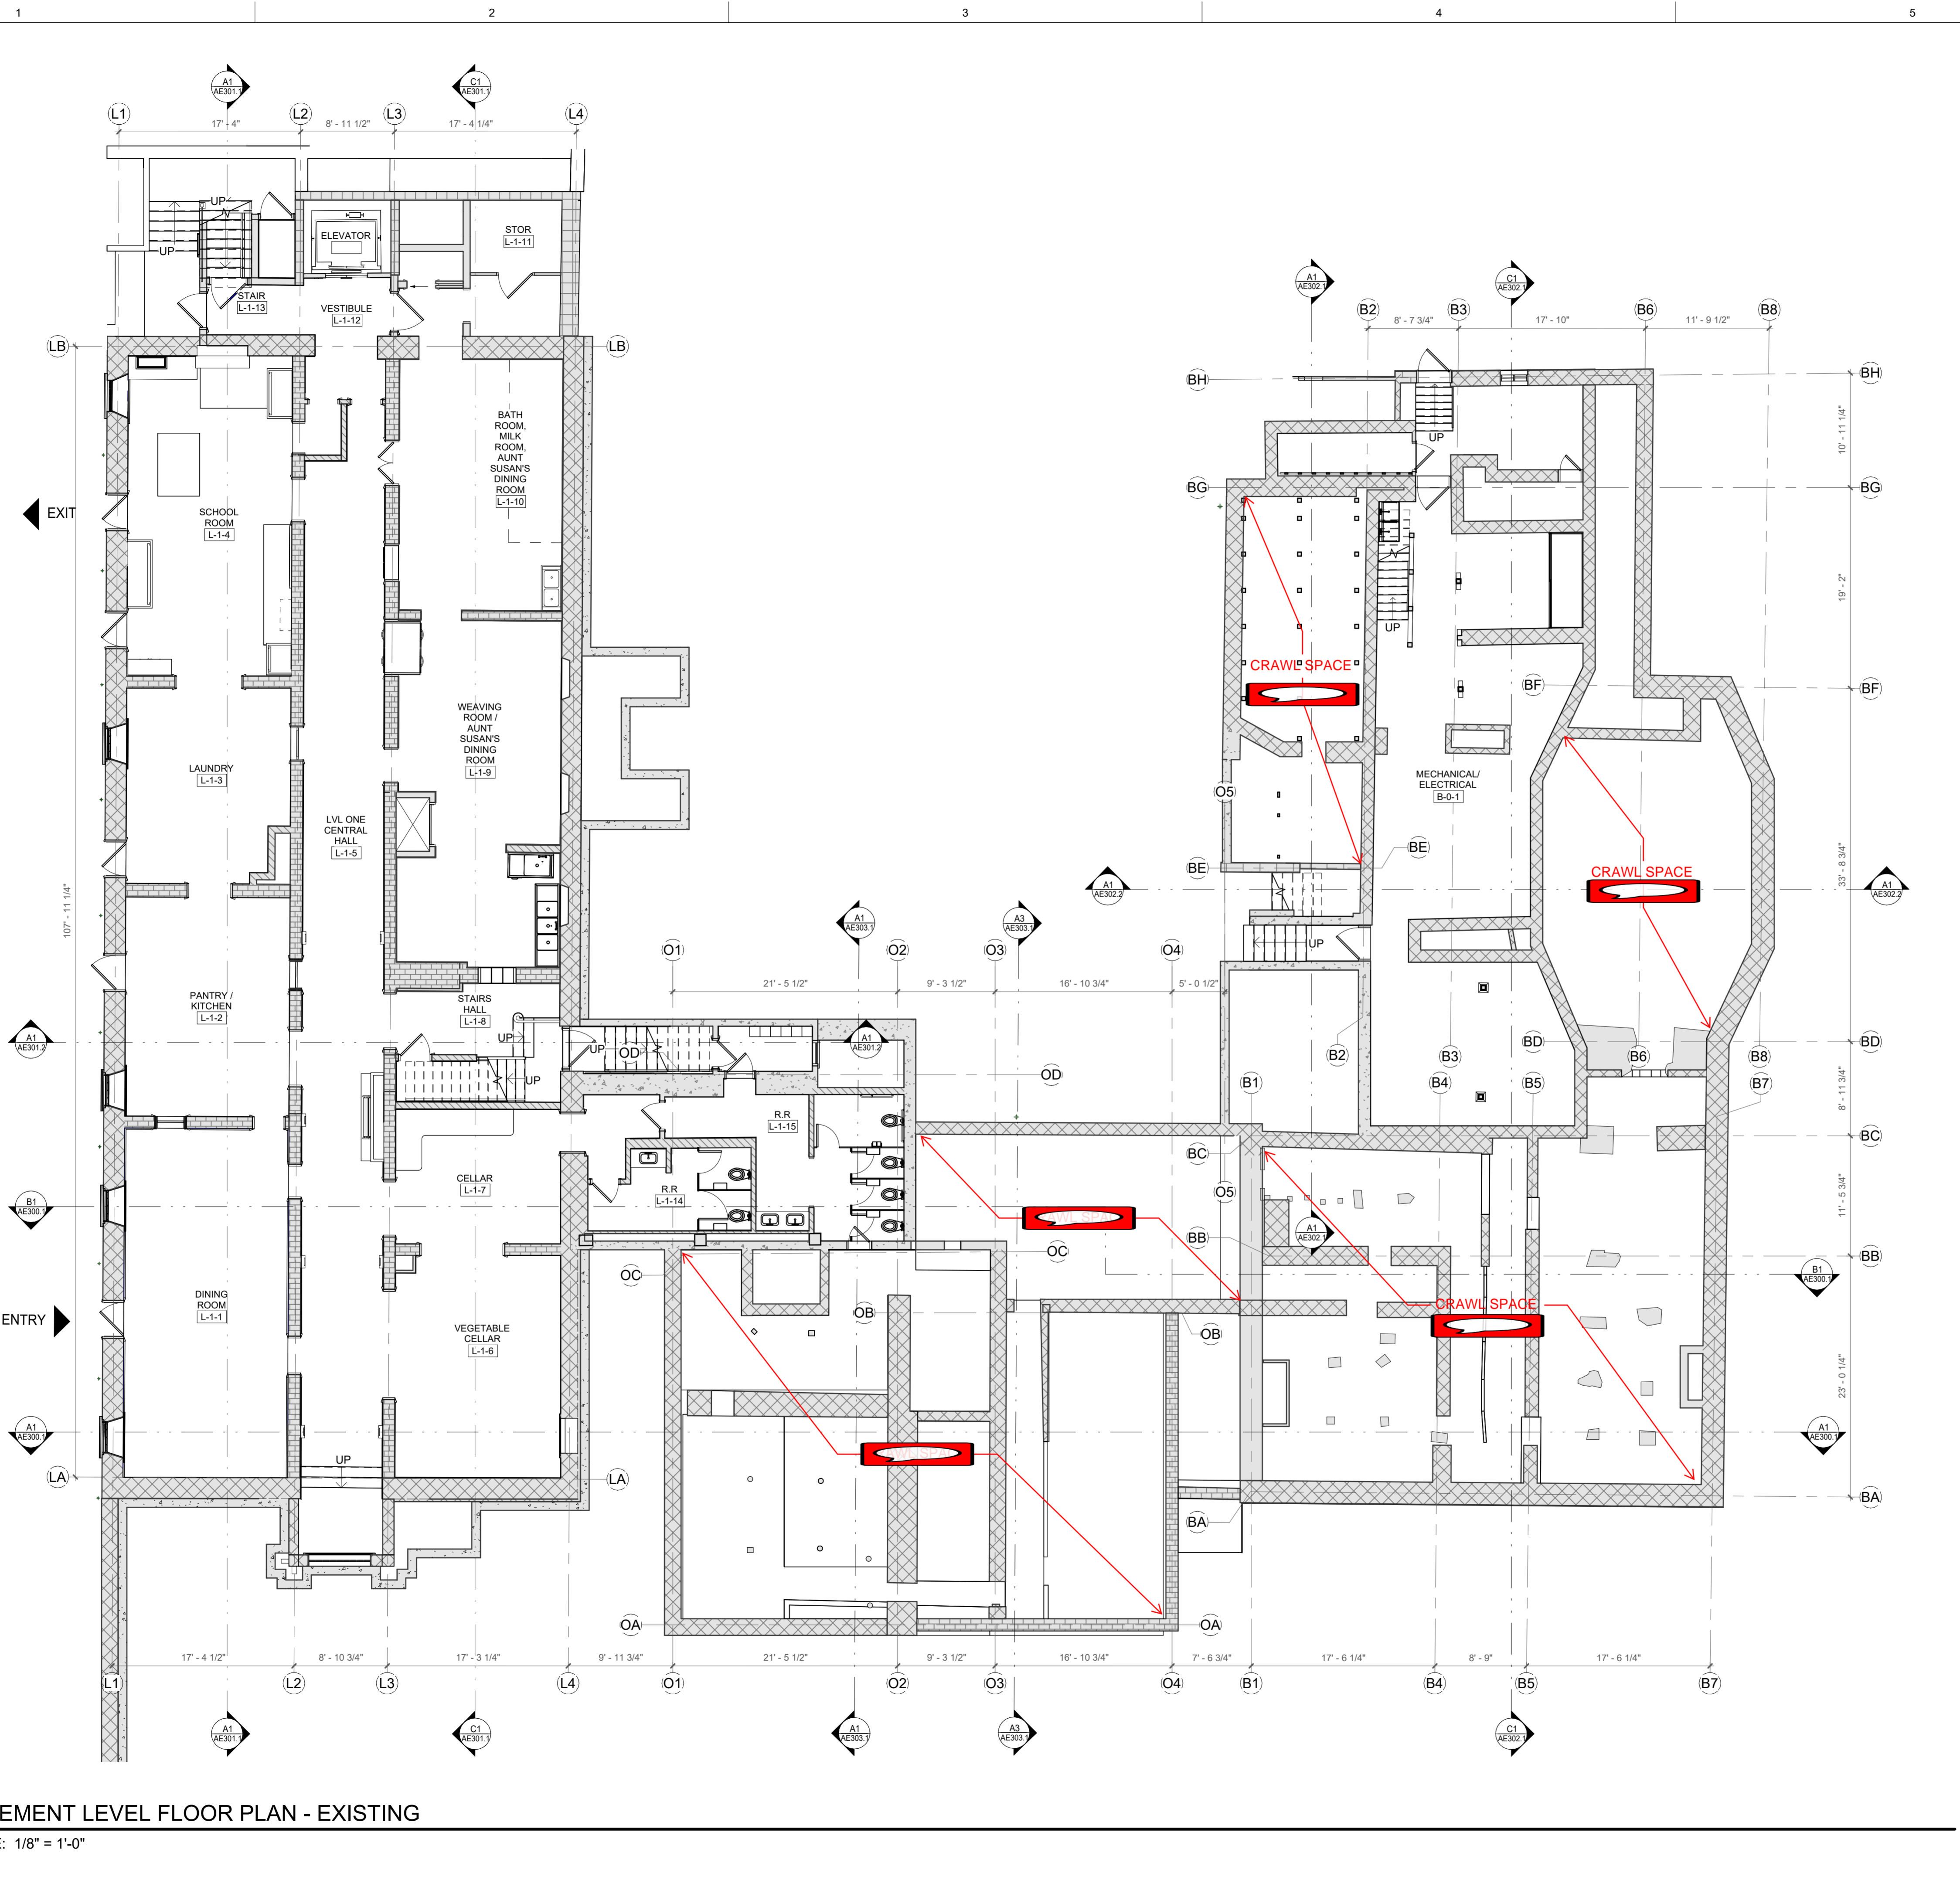 1 2 3 4 5
A1
AE301.1
C1
AE301.1
L1 L2 L3 L4
17' - 4" 8' - 11 1/2" 17' - 4 1/4"
UP
UP
ELEVATOR
STOR
L-1-11
STAIR
L-1-13
VESTIBULE
L-1-12
A1
AE302.1
C1
AE302.1
B2 B3 B6 B8
8' - 7 3/4" 17' - 10" 11' - 9 1/2"
LB LB
BH BH
10' - 11 1/4"
BATH
ROOM,
MILK
ROOM,
AUNT
SUSAN'S
DINING
ROOM
L-1-10
UP
BG BG
EXIT
SCHOOL
ROOM
L-1-4
19' - 2"
UP
CRAWL SPACE
BF BF
WEAVING
ROOM /
AUNT
SUSAN'S
DINING
ROOM
L-1-9
LAUNDRY
L-1-3
MECHANICAL/
ELECTRICAL
B-0-1
O5
LVL ONE
CENTRAL
HALL
L-1-5
BE
BE
33' - 8 3/4"
CRAWL SPACE
A1
AE302.2
A1
AE302.2
107' - 11 1/4"
A1
AE303.1
A3
AE303.1
O1 O2 O3 O4
UP
21' - 5 1/2" 9' - 3 1/2" 16' - 10 3/4" 5' - 0 1/2"
PANTRY /
KITCHEN
L-1-2
STAIRS
HALL
L-1-8
A1
AE301.2
UP
UP
OD
A1
AE301.2
B2 B3 BD B6 B8 BD
UP
OD
B1 B4 B5 B7
8' - 11 3/4"
R.R
L-1-15
BC BC
CELLAR
L-1-7
R.R
L-1-14
O5
11' - 5 3/4"
B1
AE300.1
A1
AE302.1
BB BB
OC
OC
B1
AE300.1
DINING
ROOM
L-1-1
OB
CRAWL SPACE
ENTRY
VEGETABLE
CELLAR
L-1-6
OB
23' - 0 1/4"
A1
AE300.1
A1
AE300.1
UP
LA LA
BA
BA
OA OA
17' - 4 1/2" 8' - 10 3/4" 17' - 3 1/4" 9' - 11 3/4" 21' - 5 1/2" 9' - 3 1/2" 16' - 10 3/4" 7' - 6 3/4" 17' - 6 1/4" 8' - 9" 17' - 6 1/4"
L1 L2 L3 L4 O1 O2 O3 O4 B1 B4 B5 B7
A1
AE301.1
C1
AE301.1
A1
AE303.1
A3
AE303.1
C1
AE302.1
EMENT LEVEL FLOOR PLAN - EXISTING
E: 1/8" = 1'-0"